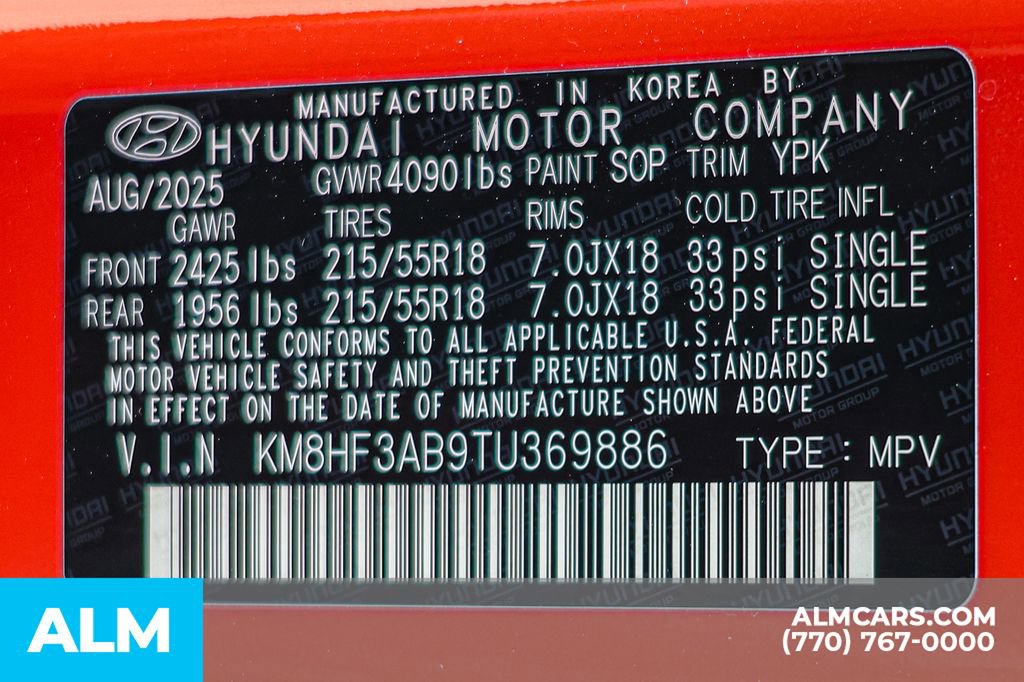 MANUFACTURED IN KOREA BY
HYUNDAI MOTOR COMPANY
AUG/2025 GVWR 4090lbs PAINT SOP TRIM YPK
GAWR TIRES RIMS COLD TIRE INFL
FRONT 2425 lbs 215/55R18 7.0JX18 33psi SINGLE
REAR 1956 lbs 215/55R18 7.0JX18 33psi SINGLE
THIS VEHICLE CONFORMS TO ALL APPLICABLE U.S.A. FEDERAL
MOTOR VEHICLE SAFETY AND THEFT PREVENTION STANDARDS
IN EFFECT ON THE DATE OF MANUFACTURE SHOWN ABOVE
V.I.N KM8HF3AB9TU369886 TYPE : MPV
ALM
ALMCARS.COM
(770) 767-0000